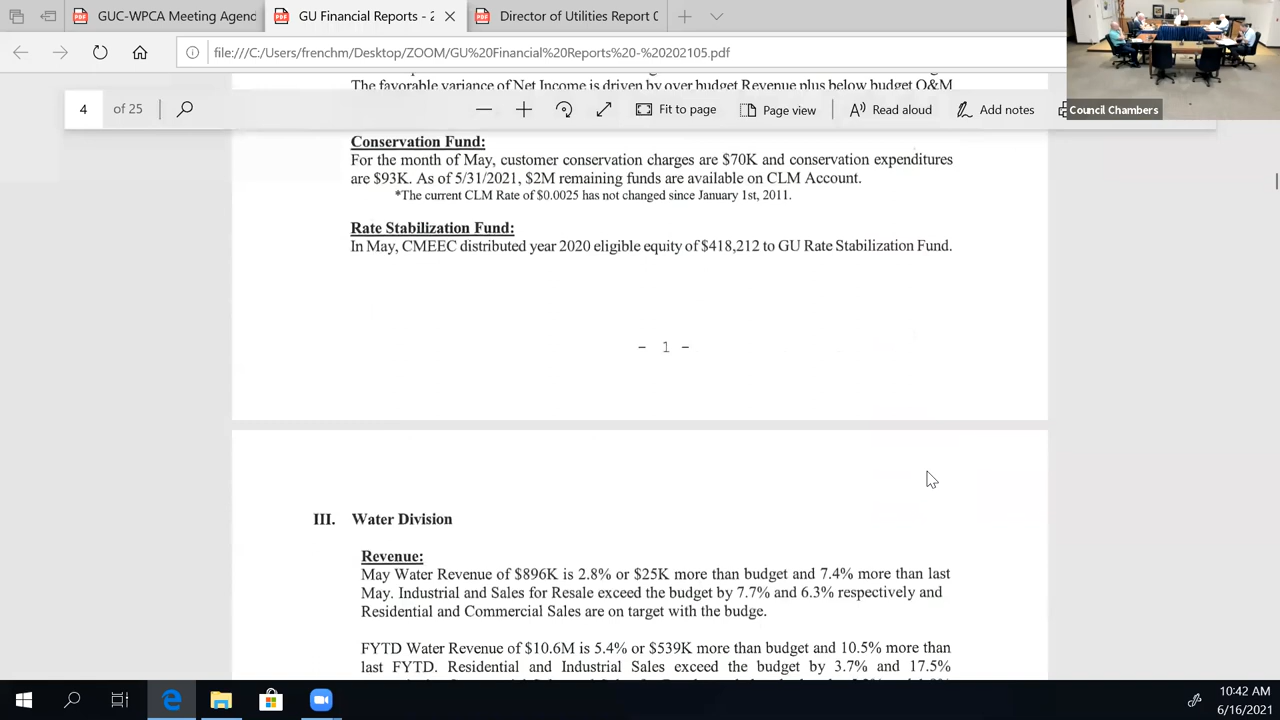 GUC-WPCA Meeting Agend
GU Financial Reports - 2
Director of Utilities Report 0
file:///C:/Users/frenchm/Desktop/ZOOM/GU%20Financial%20Reports%20-%20202105.pdf
The favorable variance of Net Income is driven by over budget Revenue plus below budget O&M
4 of 25
Fit to page
Page view
Read aloud
Add notes
Council Chambers
Conservation Fund:
For the month of May, customer conservation charges are $70K and conservation expenditures
are $93K. As of 5/31/2021, $2M remaining funds are available on CLM Account.
*The current CLM Rate of $0.0025 has not changed since January 1st, 2011.
Rate Stabilization Fund:
In May, CMEEC distributed year 2020 eligible equity of $418,212 to GU Rate Stabilization Fund.
- 1 -
III. Water Division
Revenue:
May Water Revenue of $896K is 2.8% or $25K more than budget and 7.4% more than last
May. Industrial and Sales for Resale exceed the budget by 7.7% and 6.3% respectively and
Residential and Commercial Sales are on target with the budge.
FYTD Water Revenue of $10.6M is 5.4% or $539K more than budget and 10.5% more than
last FYTD. Residential and Industrial Sales exceed the budget by 3.7% and 17.5%
10:42 AM
6/16/2021